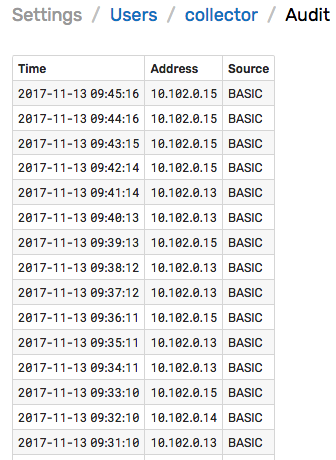 Settings / Users / collector / Audit
Time Address Source
2017-11-13 09:45:16 10.102.0.15 BASIC
2017-11-13 09:44:16 10.102.0.15 BASIC
2017-11-13 09:43:15 10.102.0.15 BASIC
2017-11-13 09:42:14 10.102.0.15 BASIC
2017-11-13 09:41:14 10.102.0.13 BASIC
2017-11-13 09:40:13 10.102.0.13 BASIC
2017-11-13 09:39:13 10.102.0.15 BASIC
2017-11-13 09:38:12 10.102.0.13 BASIC
2017-11-13 09:37:12 10.102.0.13 BASIC
2017-11-13 09:36:11 10.102.0.15 BASIC
2017-11-13 09:35:11 10.102.0.13 BASIC
2017-11-13 09:34:11 10.102.0.13 BASIC
2017-11-13 09:33:10 10.102.0.15 BASIC
2017-11-13 09:32:10 10.102.0.14 BASIC
2017-11-13 09:31:10 10.102.0.13 BASIC